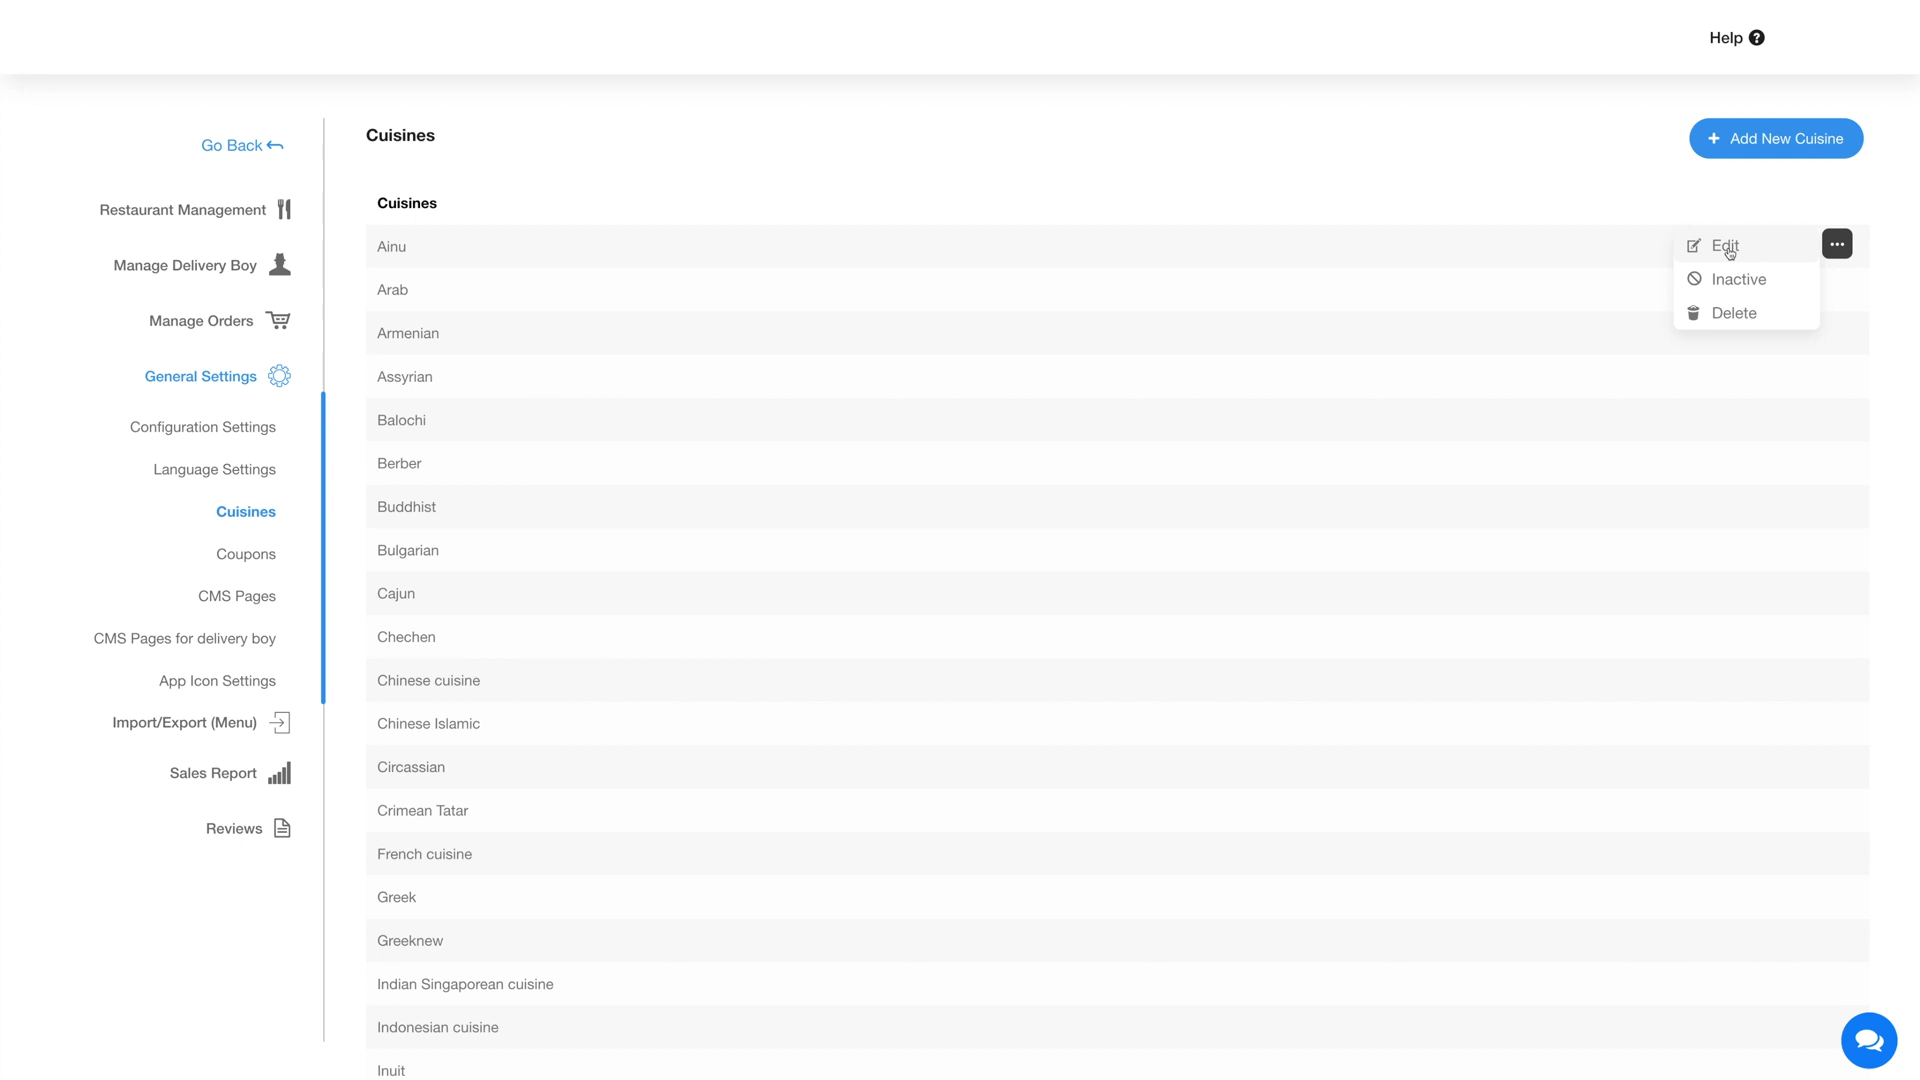 Help
Go Back
Restaurant Management
Manage Delivery Boy
Manage Orders
General Settings
Configuration Settings
Language Settings
Cuisines
Coupons
CMS Pages
CMS Pages for delivery boy
App Icon Settings
Import/Export (Menu)
Sales Report
Reviews
Cuisines
+ Add New Cuisine
Cuisines
Ainu
Edit
Inactive
Delete
Arab
Armenian
Assyrian
Balochi
Berber
Buddhist
Bulgarian
Cajun
Chechen
Chinese cuisine
Chinese Islamic
Circassian
Crimean Tatar
French cuisine
Greek
Greeknew
Indian Singaporean cuisine
Indonesian cuisine
Inuit